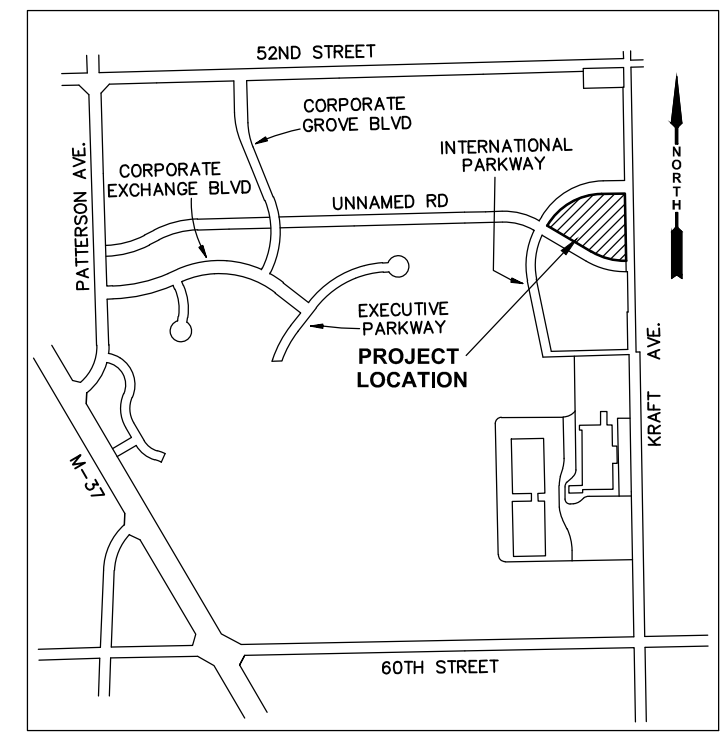 52ND STREET
CORPORATE
GROVE BLVD
INTERNATIONAL
PARKWAY
NORTH
CORPORATE
EXCHANGE BLVD
PATTERSON AVE.
UNNAMED RD
EXECUTIVE
PARKWAY
PROJECT
LOCATION
KRAFT AVE.
M-37
60TH STREET